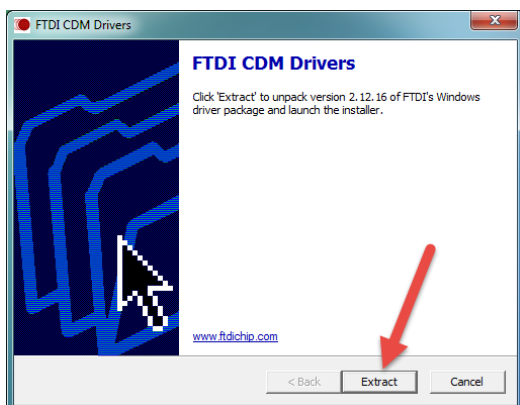 FTDI CDM Drivers
FTDI CDM Drivers
Click 'Extract' to unpack version 2.12.16 of FTDI's Windows
driver package and launch the installer.
www.ftdichip.com
< Back Extract Cancel